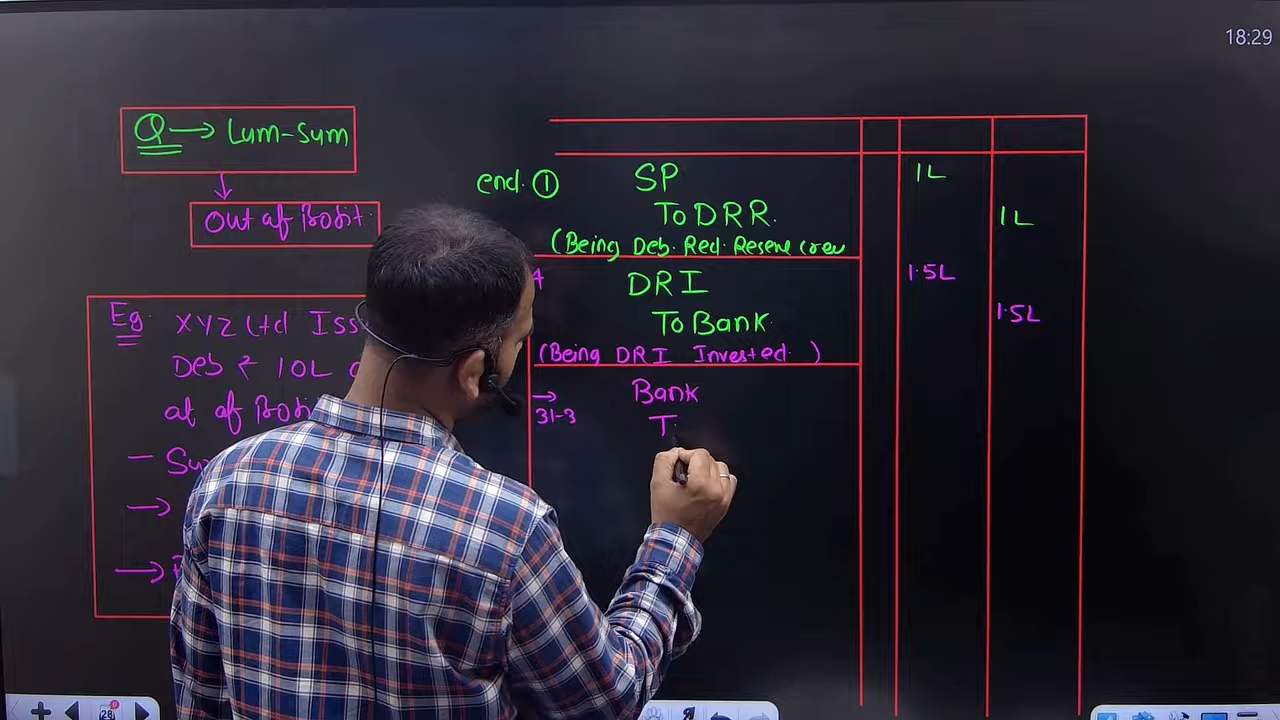 18:29
Q → Lum-Sum
Out of Profit
Eg. XYZ Ltd Iss
Deb ₹ 10L
at of Profi
—
→
→
end. ① SP 1L
To DRR. 1L
(Being Deb. Red. Reserve crea
DRI 1.5L
To Bank. 1.5L
(Being DRI Invested.)
→ Bank
31-3 T
28